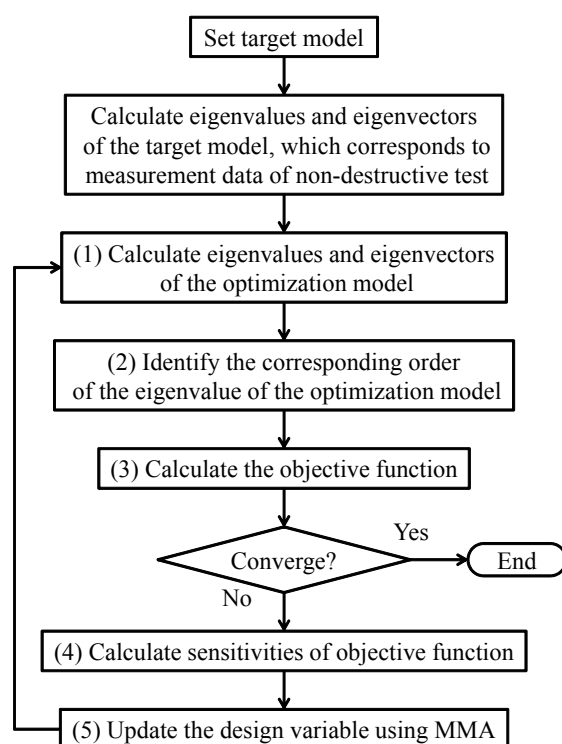 Set target model
Calculate eigenvalues and eigenvectors
of the target model, which corresponds to
measurement data of non-destructive test
(1) Calculate eigenvalues and eigenvectors
of the optimization model
(2) Identify the corresponding order
of the eigenvalue of the optimization model
(3) Calculate the objective function
Converge?
Yes
End
No
(4) Calculate sensitivities of objective function
(5) Update the design variable using MMA